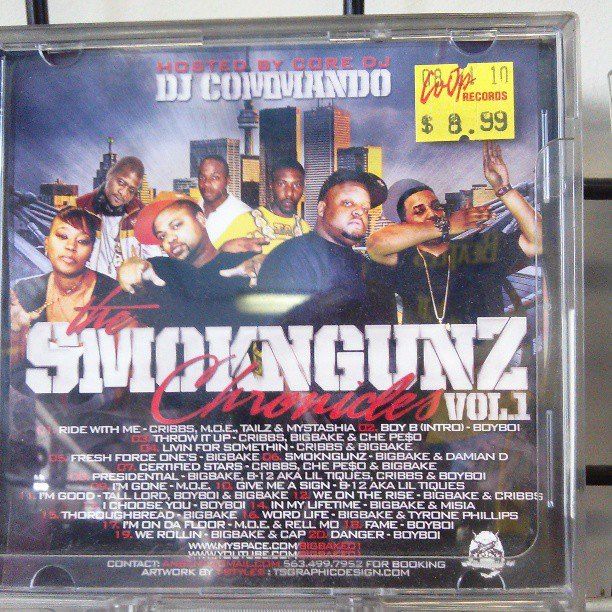 HOSTED BY CORE DJ
DJ COMMANDO
Co-Op
RECORDS
$ 8.99
the
SMOKNGUNZ
Chronicles VOL.1
01. RIDE WITH ME - CRIBBS, M.O.E., TAILZ & MYSTASHIA 02. BOY B (INTRO) - BOYBOI
03. THROW IT UP - CRIBBS, BIGBAKE & CHE PE$O
04. LIVIN FOR SOMETHIN - CRIBBS & BIGBAKE
05. FRESH FORCE ONE'S - BIGBAKE 06. SMOKNGUNZ - BIGBAKE & DAMIAN D
07. CERTIFIED STARS - CRIBBS, CHE PE$O & BIGBAKE
08. PRESIDENTIAL - BIGBAKE, B-12 AKA LIL TIQUES, CRIBBS & BOYBOI
09. I'M GONE - M.O.E. 10. GIVE ME A SIGN - B-12 AKA LIL TIQUES
11. I'M GOOD - TALL LORD, BOYBOI & BIGBAKE 12. WE ON THE RISE - BIGBAKE & CRIBBS
I CHOOSE YOU - BOYBOI 14. IN MY LIFETIME - BIGBAKE & MISIA
15. THOROUGHBREAD - BIGBAKE 16. WORD LIFE - BIGBAKE & TYRONE PHILLIPS
17. I'M ON DA FLOOR - M.O.E. & RELL MO 18. FAME - BOYBOI
19. WE ROLLIN - BIGBAKE & CAP 20. DANGER - BOYBOI
WWW.MYSPACE.COM/BIGBAKE01
WWW.YOUTUBE.COM/BIGBAKE01
CONTACT: 563.499.7952 FOR BOOKING
ARTWORK BY : TSGRAPHICDESIGN.COM